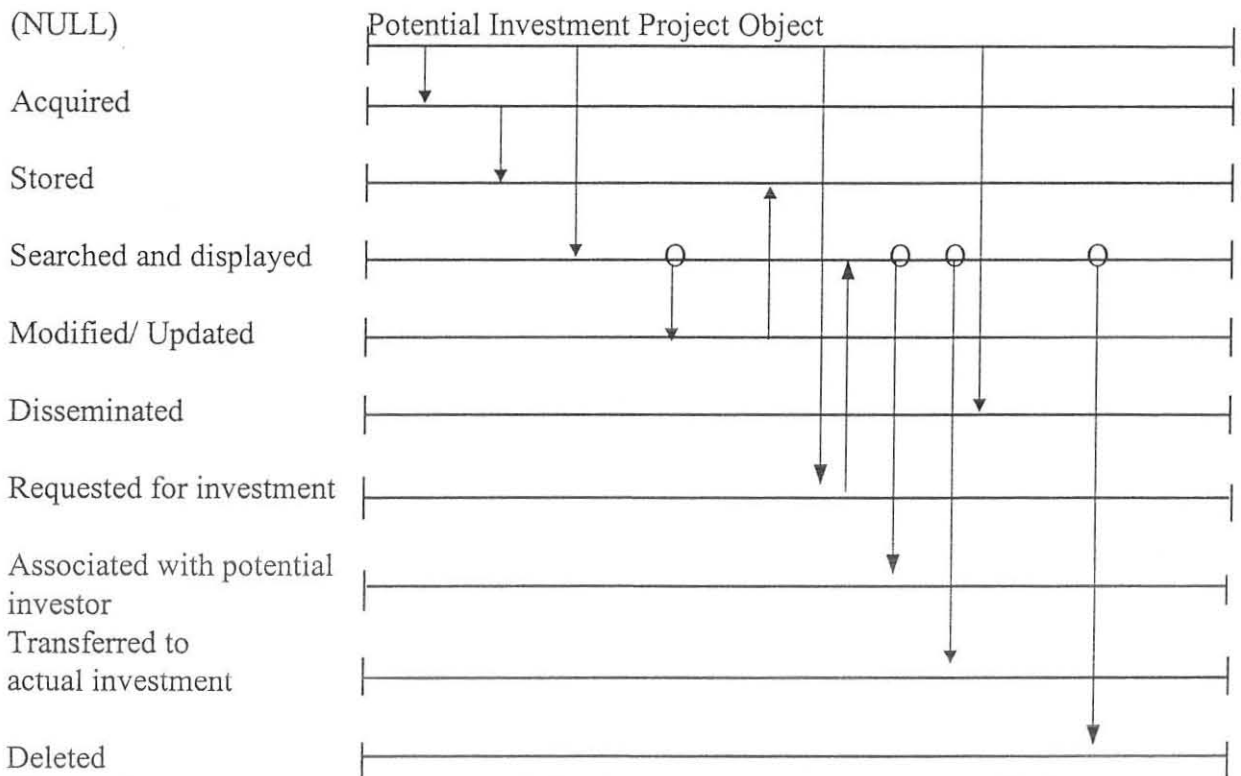 (NULL)
Potential Investment Project Object
Acquired
Stored
Searched and displayed
Modified/ Updated
Disseminated
Requested for investment
Associated with potential
investor
Transferred to
actual investment
Deleted